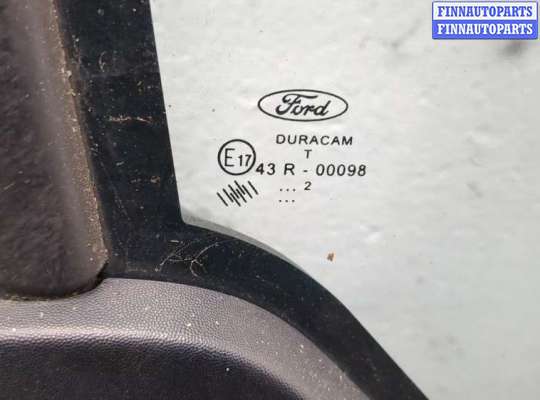 FINNAUTOPARTS
FINNAUTOPARTS
Ford
DURACAM
T
E17
43 R - 00098
... 2
...